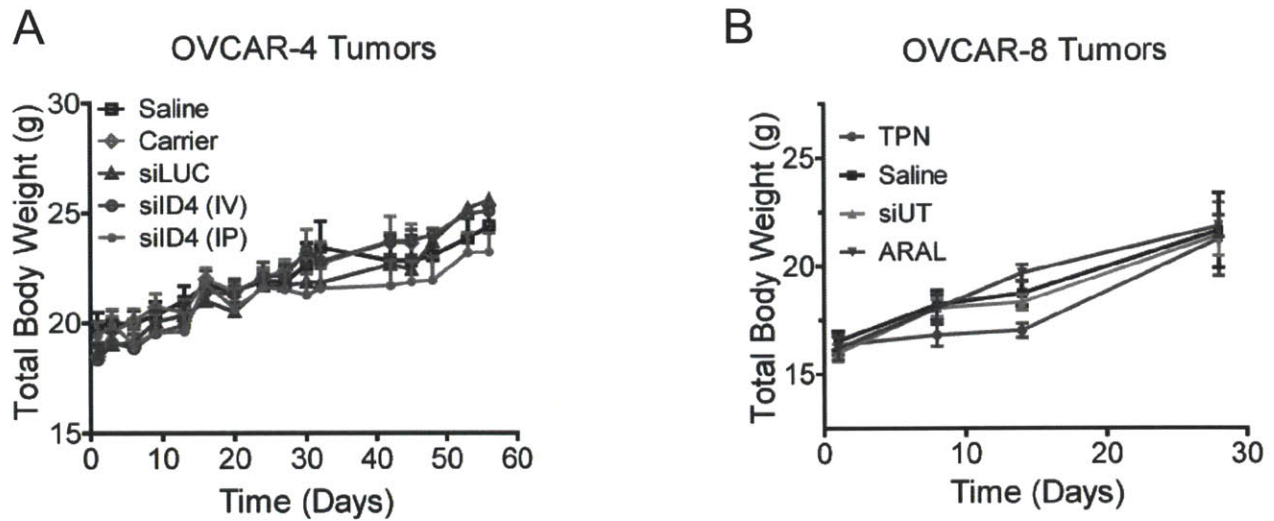 A
OVCAR-4 Tumors
Total Body Weight (g)
30
25
20
15
Saline
Carrier
siLUC
siID4 (IV)
siID4 (IP)
0 10 20 30 40 50 60
Time (Days)
B
OVCAR-8 Tumors
Total Body Weight (g)
25
20
15
TPN
Saline
siUT
ARAL
0 10 20 30
Time (Days)